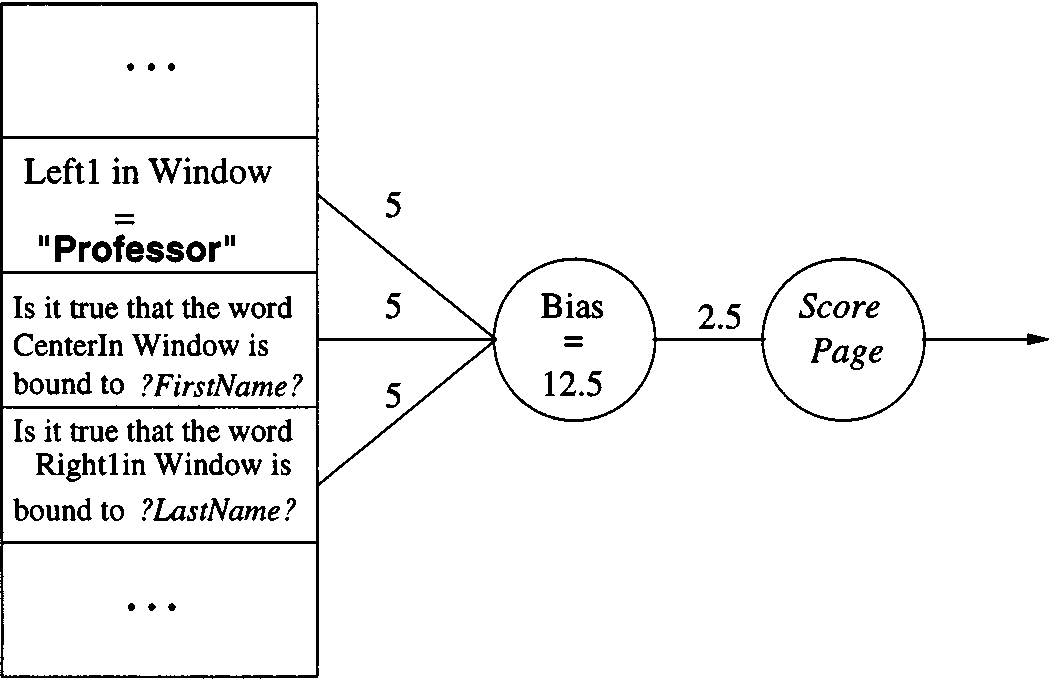 ...
Left1 in Window
=
"Professor"
Is it true that the word
CenterIn Window is
bound to ?FirstName?
Is it true that the word
Right1in Window is
bound to ?LastName?
...
5
5
5
Bias
=
12.5
2.5
Score
Page